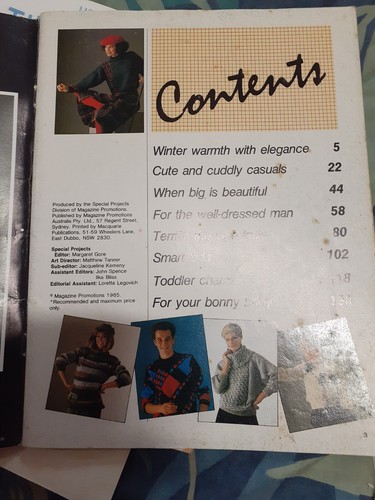 Contents
Winter warmth with elegance 5
Cute and cuddly casuals 22
When big is beautiful 44
For the well-dressed man 58
80
Smart 102
Toddler
For your bonny
Produced by the Special Projects
Division of Magazine Promotions.
Published by Magazine Promotions
Australia Pty. Ltd., 57 Regent Street,
Sydney. Printed by Macquarie
Publications, 51-59 Wheelers Lane,
East Dubbo, NSW 2830.
Special Projects
Editor: Margaret Gore
Art Director: Matthew Tannor
Sub-editor: Jacqueline Kemeny
Assistant Editors: John Spence
Ilka Bliss
Editorial Assistant: Loretta Legovich
© Magazine Promotions 1985.
*Recommended and maximum price
only.
3